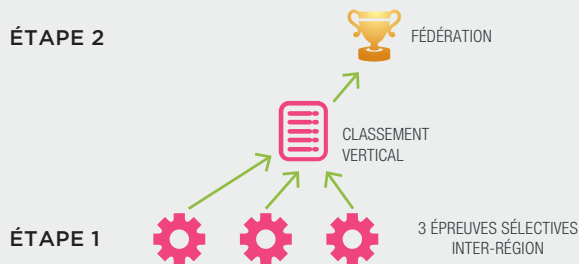 ÉTAPE 2
FÉDÉRATION
CLASSEMENT
VERTICAL
ÉTAPE 1
3 ÉPREUVES SÉLECTIVES
INTER-RÉGION